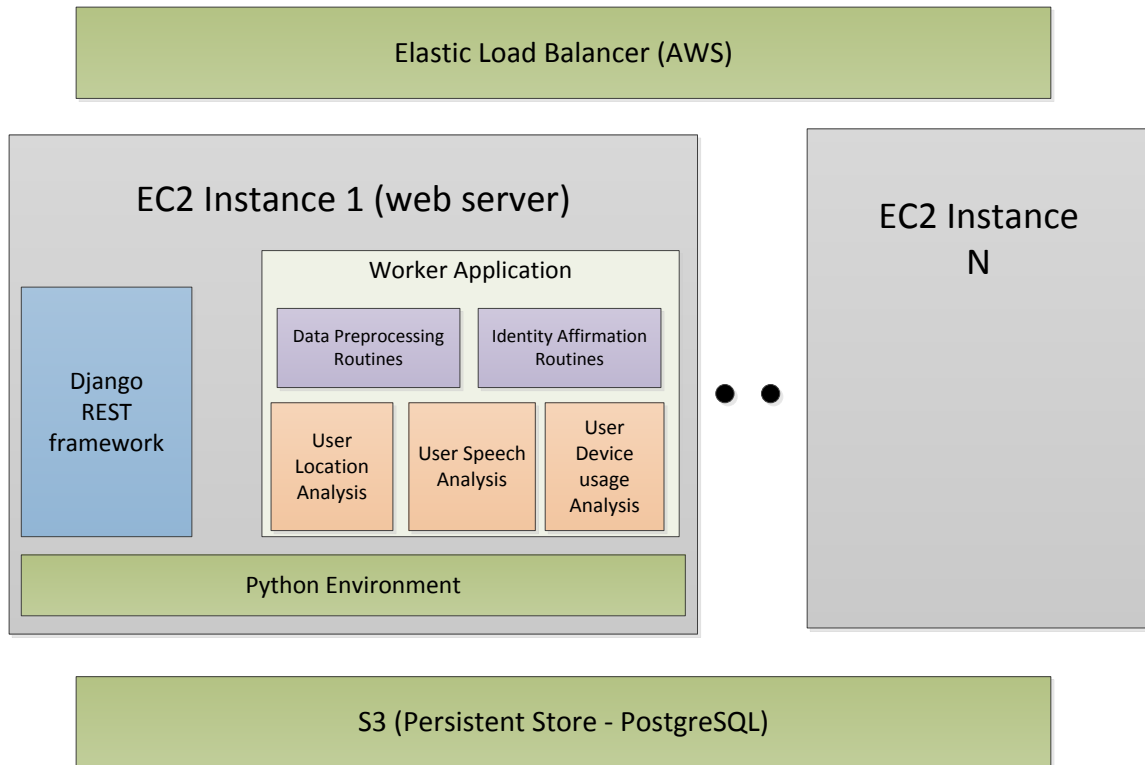 Elastic Load Balancer (AWS)
EC2 Instance 1 (web server)
EC2 Instance
N
Worker Application
Data Preprocessing
Routines
Identity Affirmation
Routines
Django
REST
framework
User
Location
Analysis
User Speech
Analysis
User
Device
usage
Analysis
Python Environment
S3 (Persistent Store - PostgreSQL)